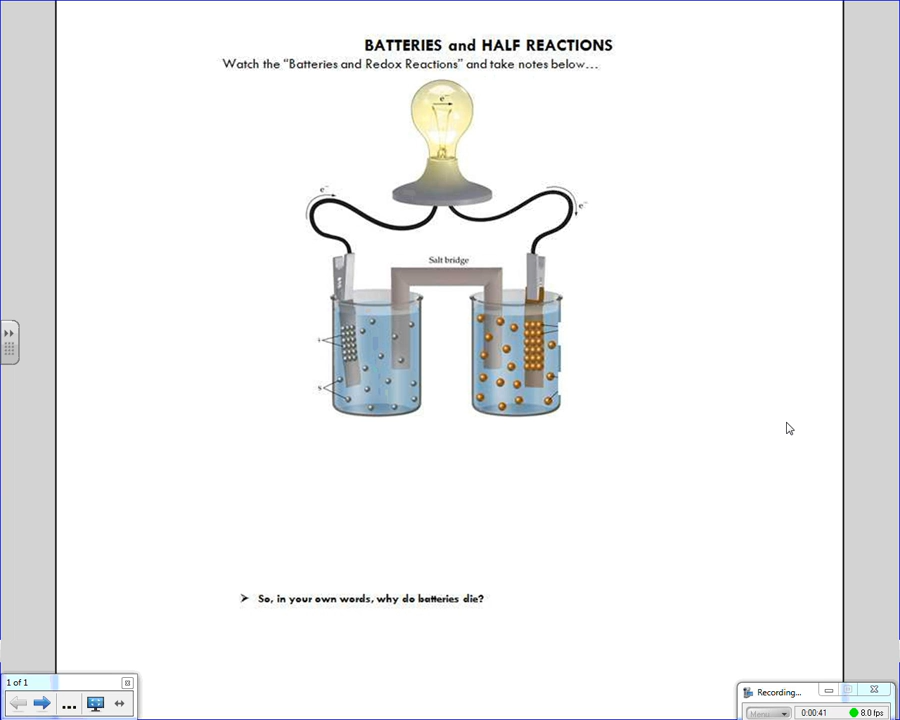 BATTERIES and HALF REACTIONS
Watch the “Batteries and Redox Reactions” and take notes below...
e⁻
e⁻
e⁻
Salt bridge
s
➤ So, in your own words, why do batteries die?
1 of 1
...
Recording...
Menu
0:00:41
8.0 fps